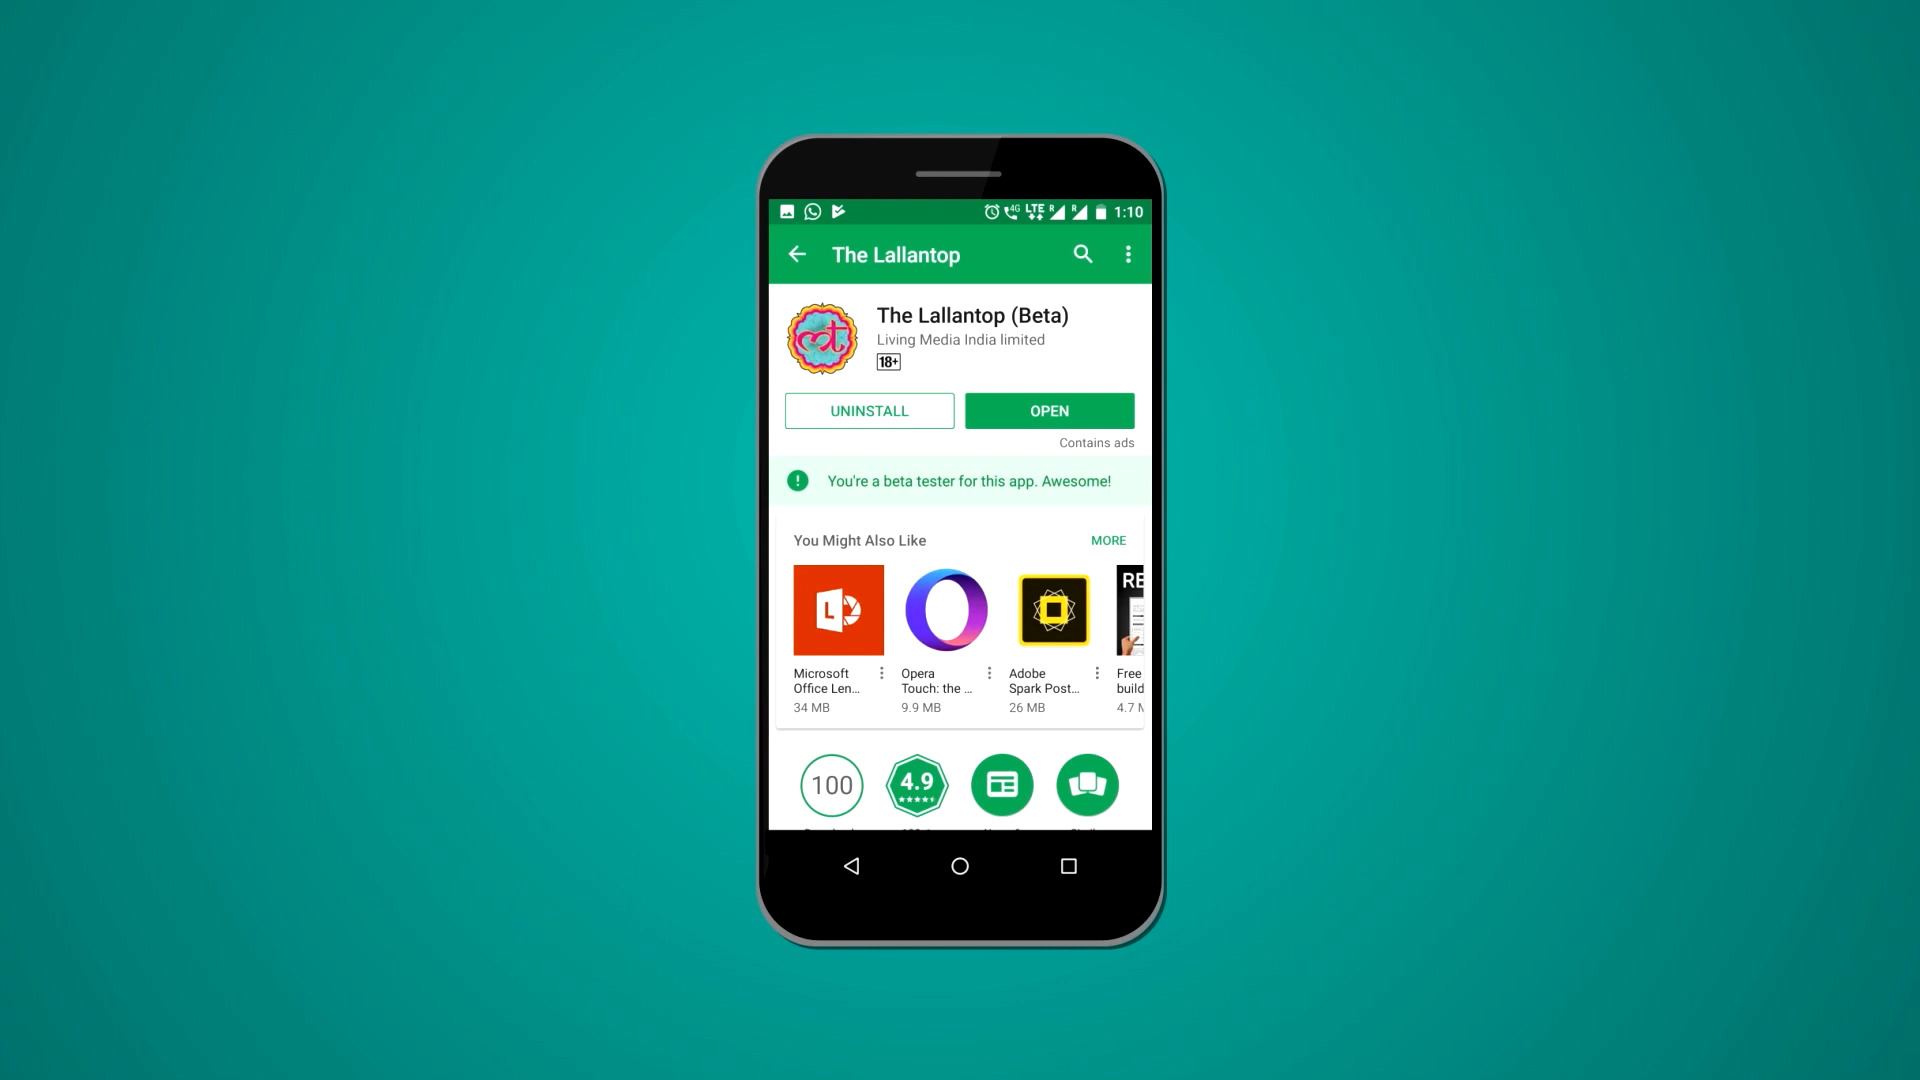 4G LTE R R 1:10
The Lallantop
The Lallantop (Beta)
Living Media India limited
18+
UNINSTALL
OPEN
Contains ads
You're a beta tester for this app. Awesome!
You Might Also Like
MORE
Microsoft
Office Len...
34 MB
Opera
Touch: the ...
9.9 MB
Adobe
Spark Post...
26 MB
Free
build
4.7
100
4.9